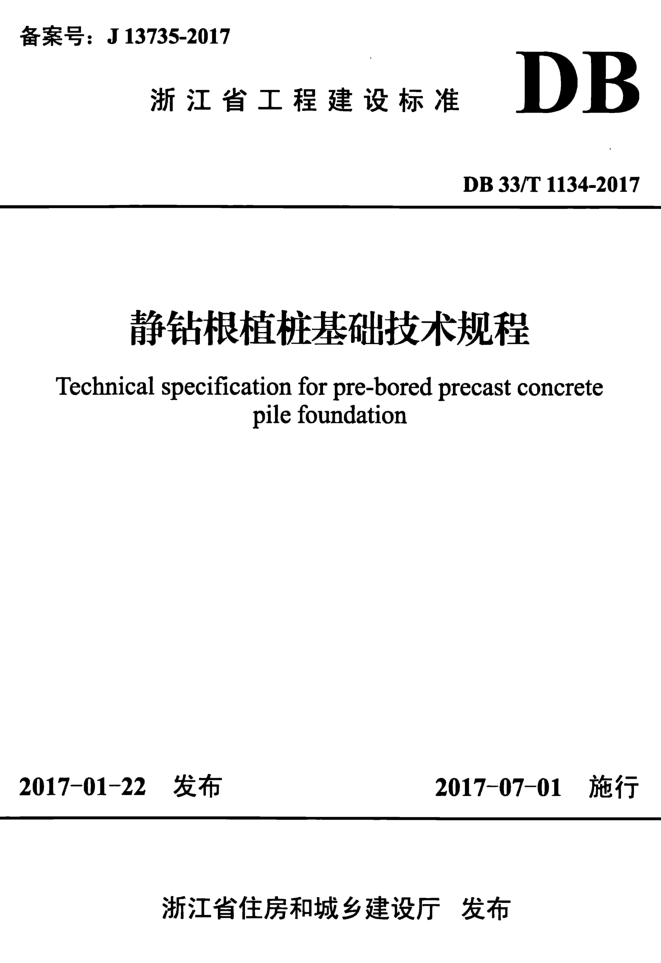 备案号：J 13735-2017
浙江省工程建设标准 DB
DB 33/T 1134-2017
静钻根植桩基础技术规程
Technical specification for pre-bored precast concrete
pile foundation
2017-01-22 发布 2017-07-01 施行
浙江省住房和城乡建设厅 发布